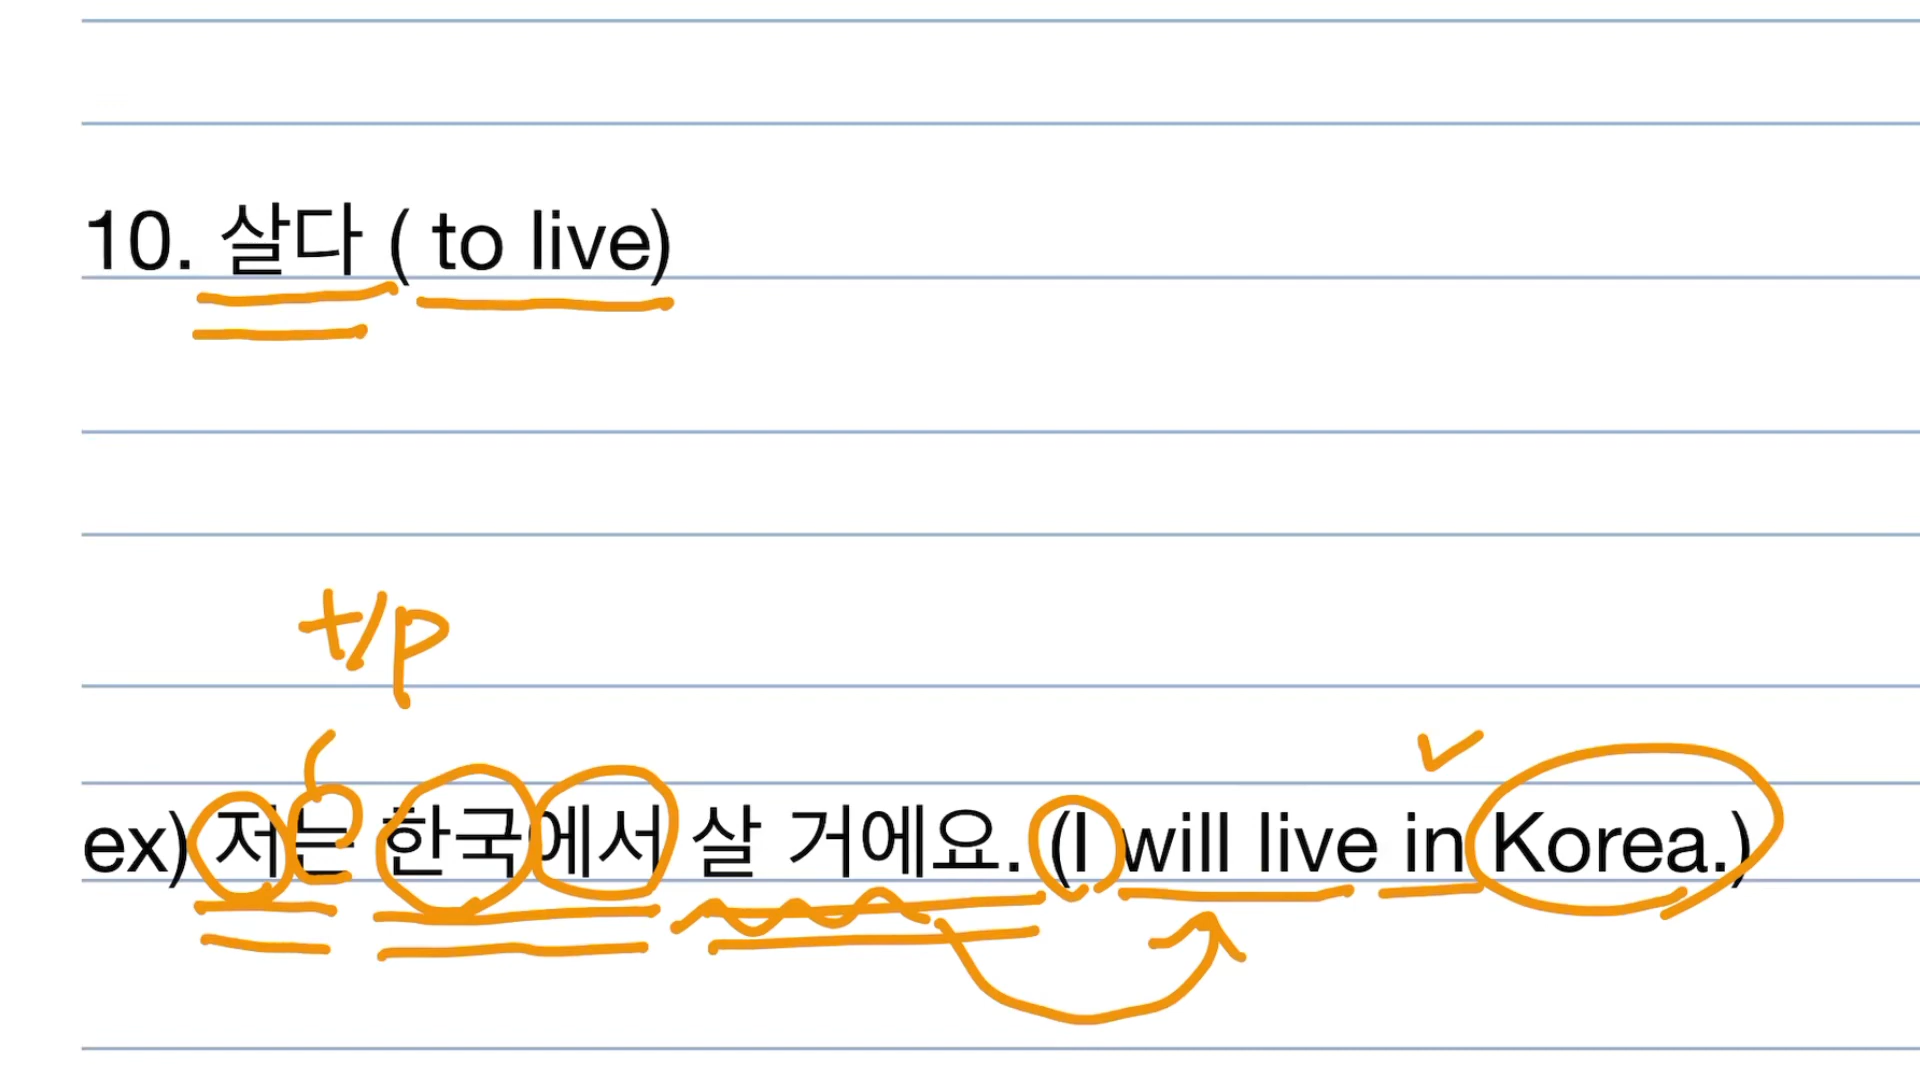 10. 살다 ( to live)
t/p
ex) 저는 한국에서 살 거에요. (I will live in Korea.)